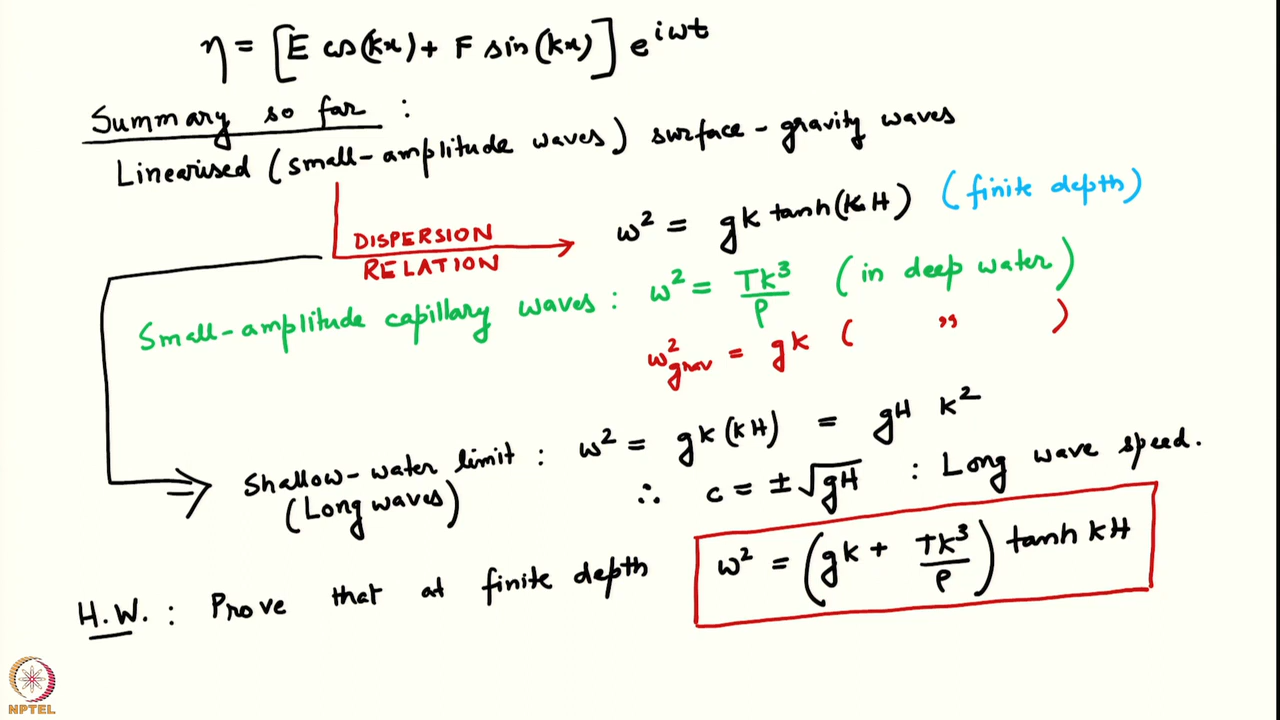 η = [E cos(kx) + F sin(kx)] e^{iωt}
Summary so far :
Linearised (small-amplitude waves) surface-gravity waves
DISPERSION RELATION
ω² = gk tanh(kH) (finite depth)
Small-amplitude capillary waves : ω² = Tk³/ρ (in deep water)
ω²_grav = gk ( ,, )
Shallow-water limit : ω² = gk(kH) = gH k²
(Long waves) ∴ c = ±√gH : Long wave speed.
H.W. : Prove that at finite depth ω² = (gk + Tk³/ρ) tanh kH
NPTEL